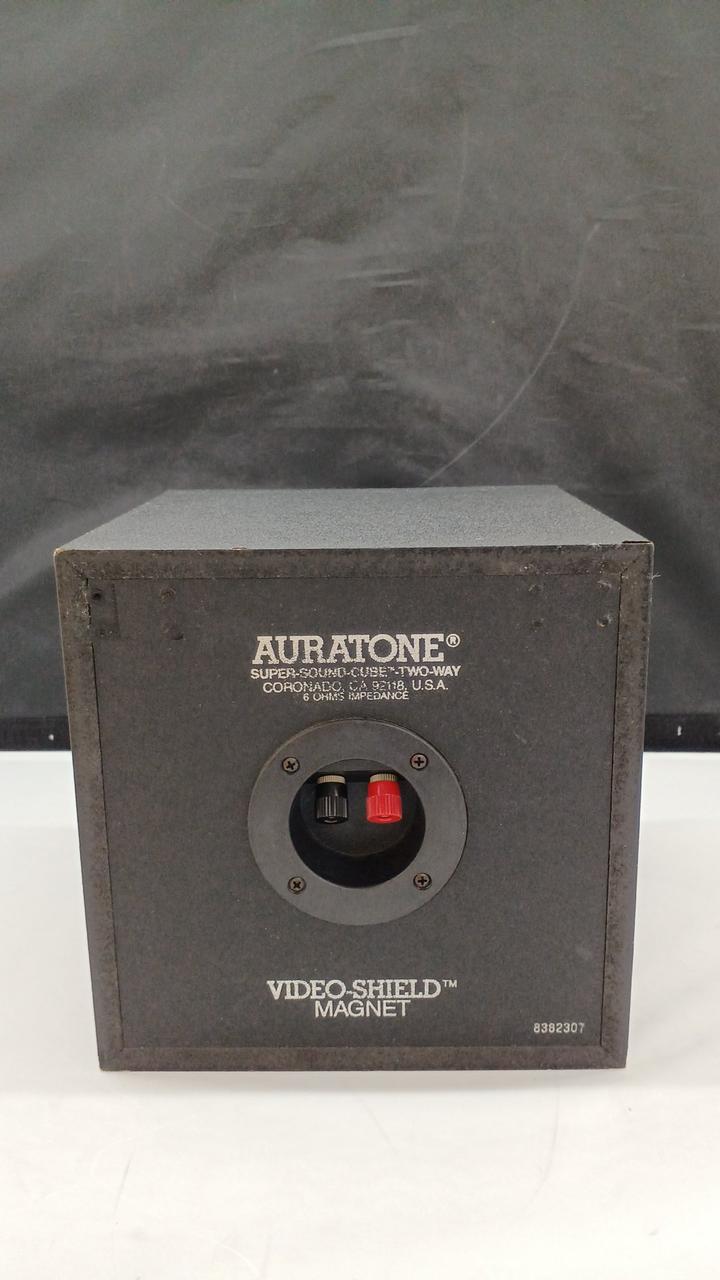 AURATONE®
SUPER-SOUND-CUBE™-TWO-WAY
CORONADO, CA 92118, U.S.A.
6 OHMS IMPEDANCE
VIDEO-SHIELD™
MAGNET
8382307